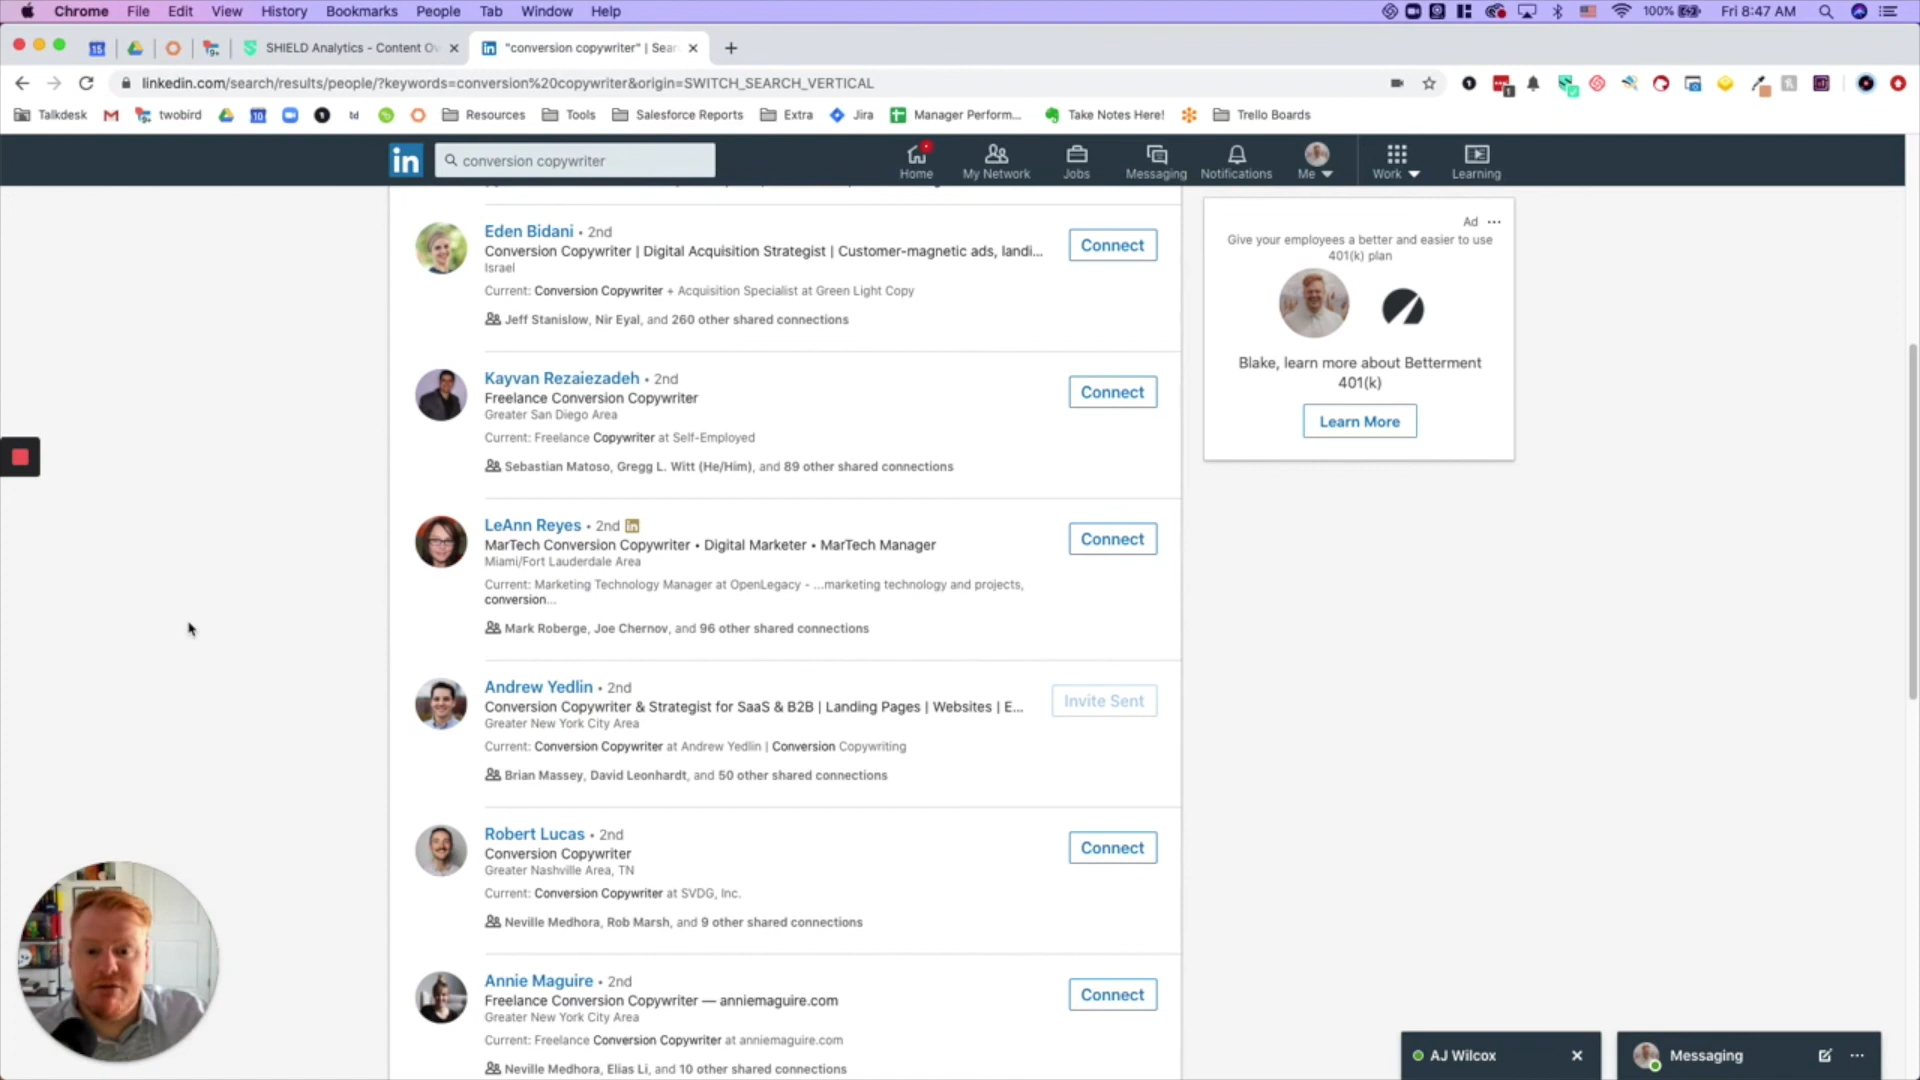 Chrome File Edit View History Bookmarks People Tab Window Help
100% Fri 8:47 AM
15 SHIELD Analytics - Content Ov "conversion copywriter" | Sear
linkedin.com/search/results/people/?keywords=conversion%20copywriter&origin=SWITCH_SEARCH_VERTICAL
Talkdesk twobird 10 Resources Tools Salesforce Reports Extra Jira Manager Perform... Take Notes Here! Trello Boards
in conversion copywriter
Home My Network Jobs Messaging Notifications Me Work Learning
Eden Bidani • 2nd
Conversion Copywriter | Digital Acquisition Strategist | Customer-magnetic ads, landi...
Israel
Current: Conversion Copywriter + Acquisition Specialist at Green Light Copy
Jeff Stanislow, Nir Eyal, and 260 other shared connections
Connect
Kayvan Rezaiezadeh • 2nd
Freelance Conversion Copywriter
Greater San Diego Area
Current: Freelance Copywriter at Self-Employed
Sebastian Matoso, Gregg L. Witt (He/Him), and 89 other shared connections
Connect
LeAnn Reyes • 2nd in
MarTech Conversion Copywriter • Digital Marketer • MarTech Manager
Miami/Fort Lauderdale Area
Current: Marketing Technology Manager at OpenLegacy - ...marketing technology and projects,
conversion...
Mark Roberge, Joe Chernov, and 96 other shared connections
Connect
Andrew Yedlin • 2nd
Conversion Copywriter & Strategist for SaaS & B2B | Landing Pages | Websites | E...
Greater New York City Area
Current: Conversion Copywriter at Andrew Yedlin | Conversion Copywriting
Brian Massey, David Leonhardt, and 50 other shared connections
Invite Sent
Robert Lucas • 2nd
Conversion Copywriter
Greater Nashville Area, TN
Current: Conversion Copywriter at SVDG, Inc.
Neville Medhora, Rob Marsh, and 9 other shared connections
Connect
Annie Maguire • 2nd
Freelance Conversion Copywriter — anniemaguire.com
Greater New York City Area
Current: Freelance Conversion Copywriter at anniemaguire.com
Neville Medhora, Elias Li, and 10 other shared connections
Connect
Ad
Give your employees a better and easier to use
401(k) plan
Blake, learn more about Betterment
401(k)
Learn More
AJ Wilcox
Messaging